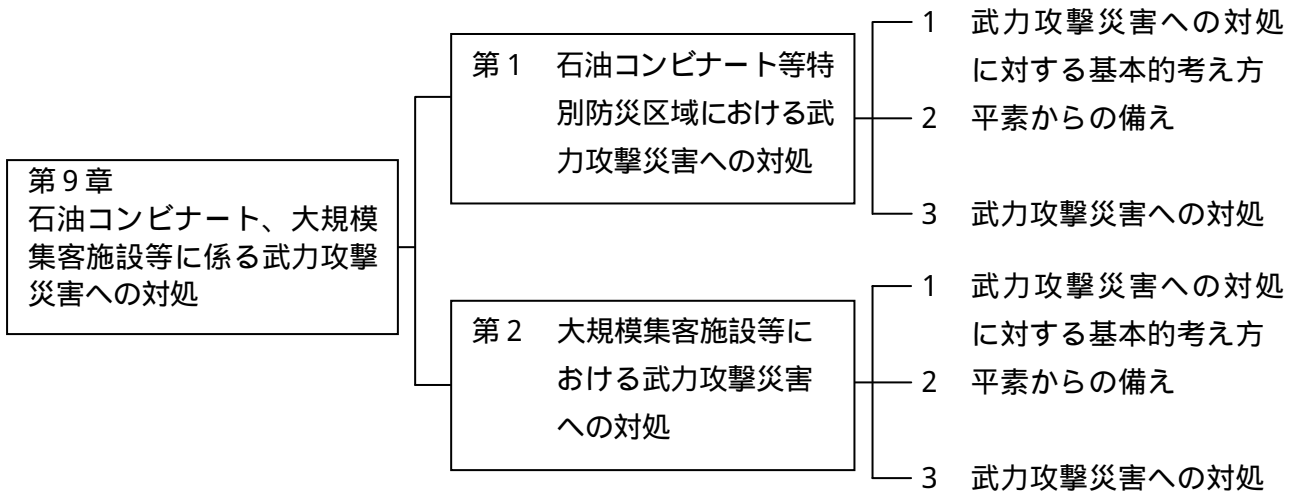 第９章
石油コンビナート、大規模
集客施設等に係る武力攻撃
災害への対処
第１　石油コンビナート等特
別防災区域における武
力攻撃災害への対処
1　武力攻撃災害への対処
に対する基本的考え方
2　平素からの備え
3　武力攻撃災害への対処
第２　大規模集客施設等に
おける武力攻撃災害
への対処
1　武力攻撃災害への対処
に対する基本的考え方
2　平素からの備え
3　武力攻撃災害への対処